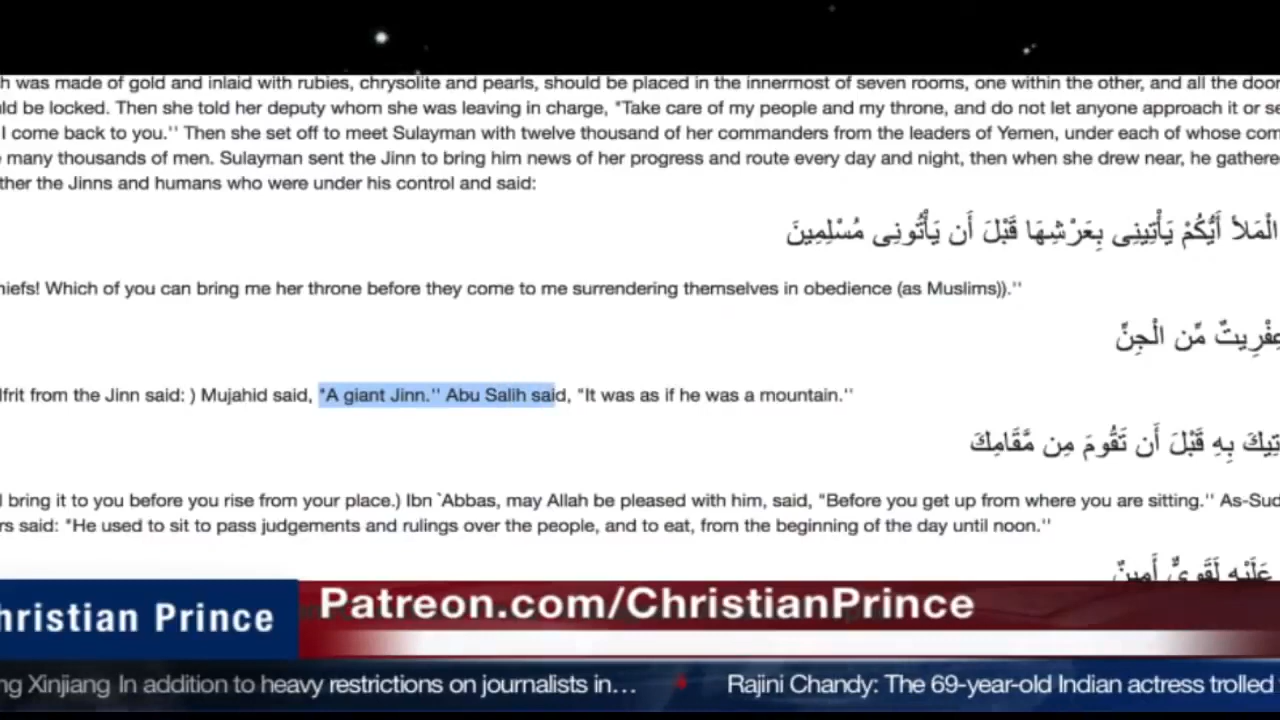 h was made of gold and inlaid with rubies, chrysolite and pearls, should be placed in the innermost of seven rooms, one within the other, and all the door
uld be locked. Then she told her deputy whom she was leaving in charge, "Take care of my people and my throne, and do not let anyone approach it or se
I come back to you.'' Then she set off to meet Sulayman with twelve thousand of her commanders from the leaders of Yemen, under each of whose com
many thousands of men. Sulayman sent the Jinn to bring him news of her progress and route every day and night, then when she drew near, he gathere
ther the Jinns and humans who were under his control and said:
الْمَلأ أَيُّكُمْ يَأْتِينِى بِعَرْشِهَا قَبْلَ أَن يَأْتُونِى مُسْلِمِينَ
hiefs! Which of you can bring me her throne before they come to me surrendering themselves in obedience (as Muslims)).''
عِفْرِيتٌ مِّن الْجِنِّ
Ifrit from the Jinn said: ) Mujahid said, "A giant Jinn.'' Abu Salih said, "It was as if he was a mountain.''
تِيكَ بِهِ قَبْلَ أَن تَقُومَ مِن مَّقَامِكَ
l bring it to you before you rise from your place.) Ibn `Abbas, may Allah be pleased with him, said, "Before you get up from where you are sitting.'' As-Sud
rs said: "He used to sit to pass judgements and rulings over the people, and to eat, from the beginning of the day until noon.''
عَلَيْهِ لَقَوِىٌّ أَمِينٌ
hristian Prince
Patreon.com/ChristianPrince
ng Xinjiang In addition to heavy restrictions on journalists in… Rajini Chandy: The 69-year-old Indian actress trolled